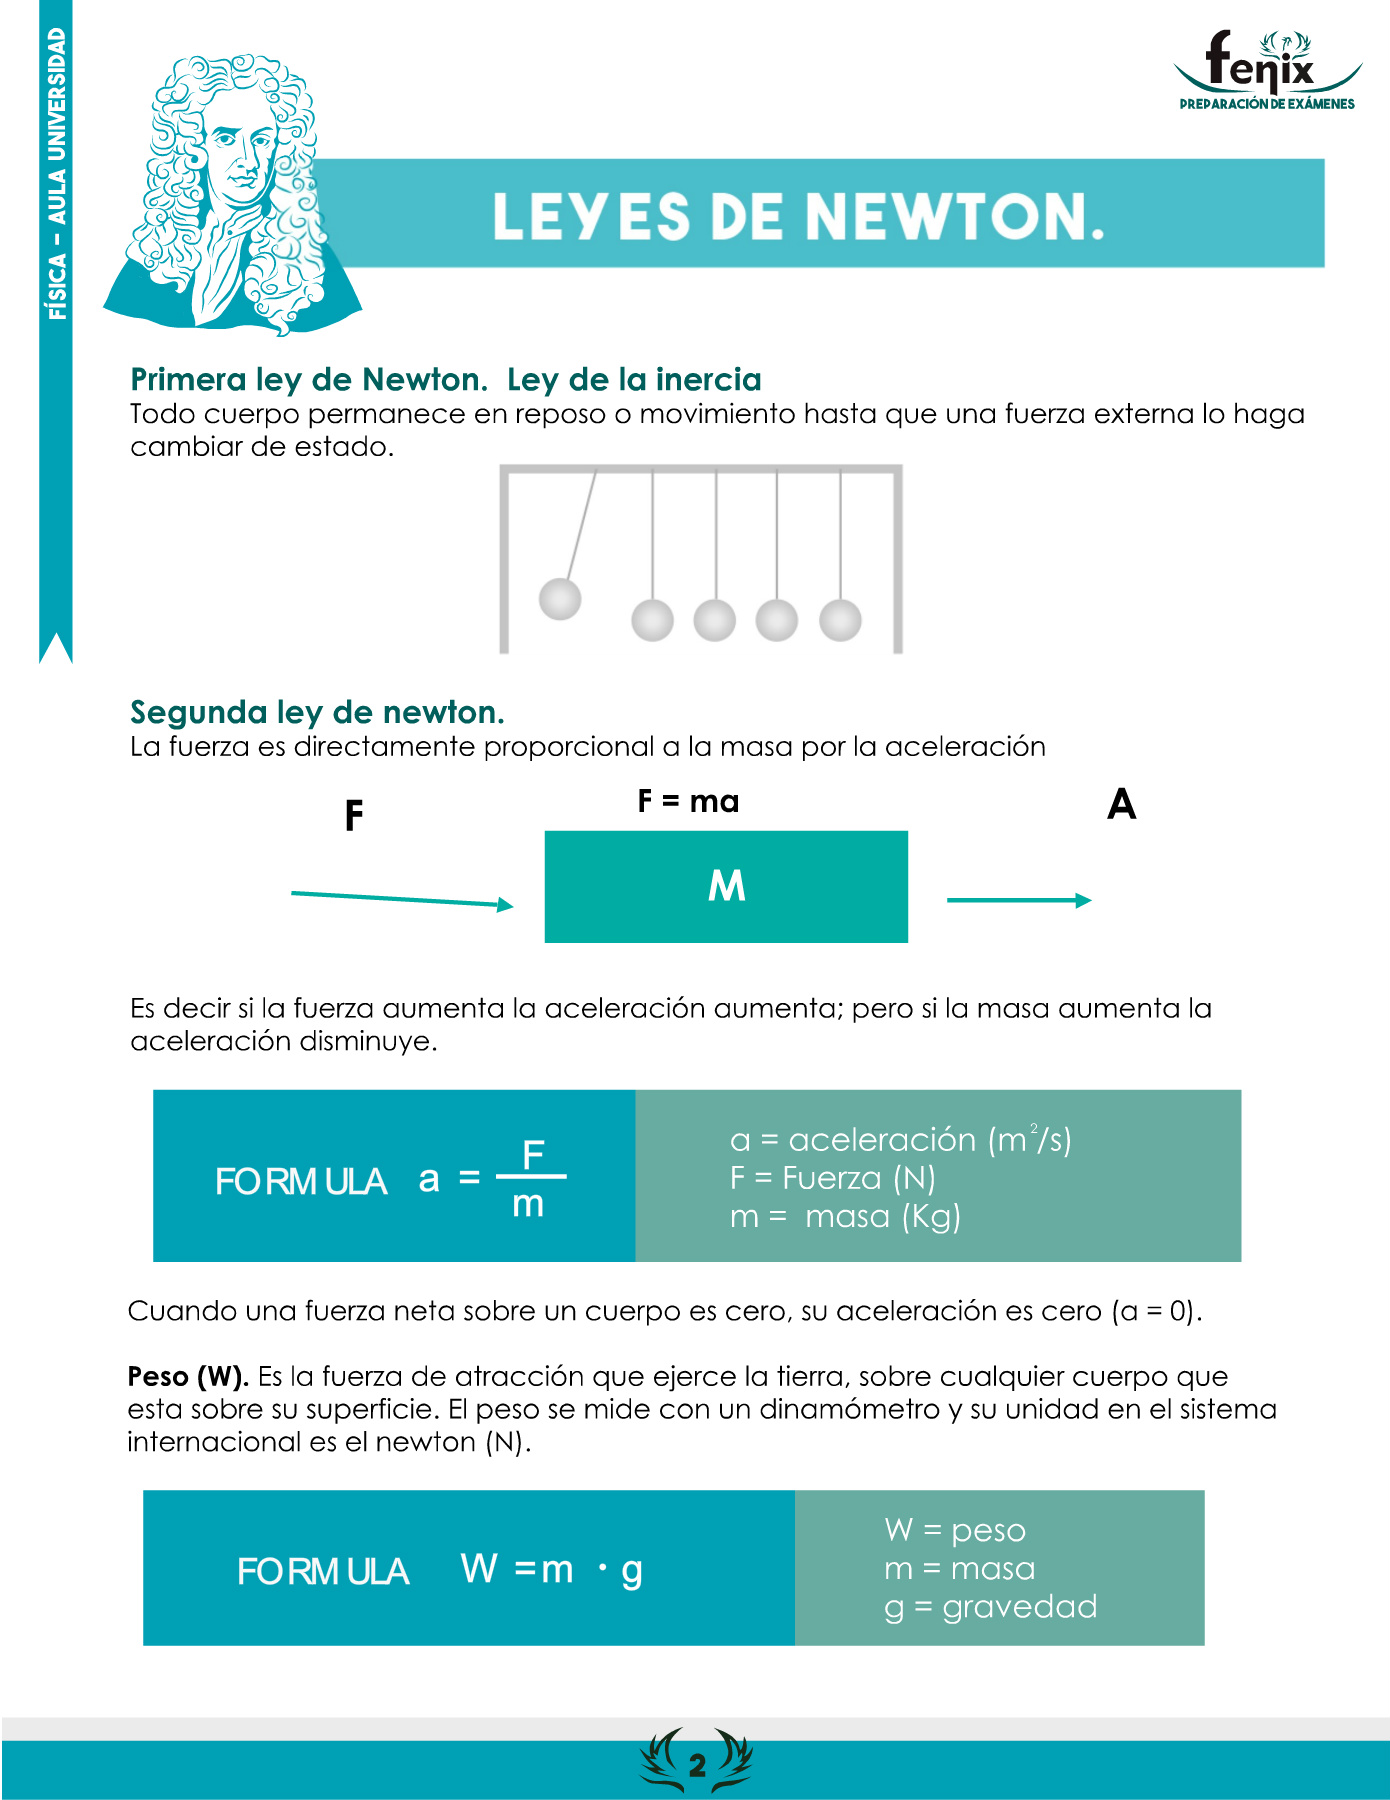 FÍSICA - AULA UNIVERSIDAD
fenix
PREPARACIÓN DE EXÁMENES
LEYES DE NEWTON.
Primera ley de Newton.  Ley de la inercia
Todo cuerpo permanece en reposo o movimiento hasta que una fuerza externa lo haga
cambiar de estado.
Segunda ley de newton.
La fuerza es directamente proporcional a la masa por la aceleración
F
F = ma
A
M
Es decir si la fuerza aumenta la aceleración aumenta; pero si la masa aumenta la
aceleración disminuye.
FORMULA a = F/m
a = aceleración (m²/s)
F = Fuerza (N)
m =  masa (Kg)
Cuando una fuerza neta sobre un cuerpo es cero, su aceleración es cero (a = 0).
Peso (W). Es la fuerza de atracción que ejerce la tierra, sobre cualquier cuerpo que
esta sobre su superficie. El peso se mide con un dinamómetro y su unidad en el sistema
internacional es el newton (N).
FORMULA W =m · g
W = peso
m = masa
g = gravedad
2